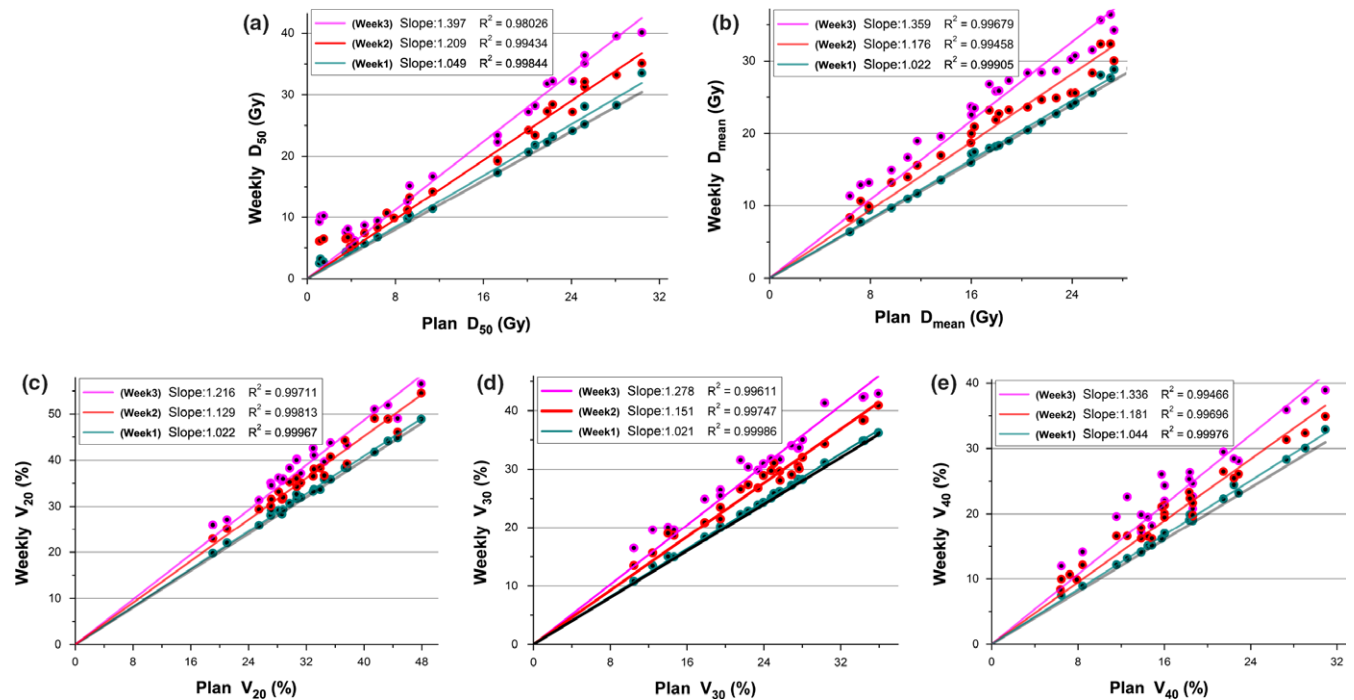 (a)
(Week3) Slope:1.397 R² = 0.98026
(Week2) Slope:1.209 R² = 0.99434
(Week1) Slope:1.049 R² = 0.99844
Weekly D₅₀ (Gy)
40
30
20
10
0
0 8 16 24 32
Plan D₅₀ (Gy)
(b)
(Week3) Slope:1.359 R² = 0.99679
(Week2) Slope:1.176 R² = 0.99458
(Week1) Slope:1.022 R² = 0.99905
Weekly Dmean (Gy)
30
20
10
0
0 8 16 24
Plan Dmean (Gy)
(c)
(Week3) Slope:1.216 R² = 0.99711
(Week2) Slope:1.129 R² = 0.99813
(Week1) Slope:1.022 R² = 0.99967
Weekly V₂₀ (%)
50
40
30
20
10
0
0 8 16 24 32 40 48
Plan V₂₀ (%)
(d)
(Week3) Slope:1.278 R² = 0.99611
(Week2) Slope:1.151 R² = 0.99747
(Week1) Slope:1.021 R² = 0.99986
Weekly V₃₀ (%)
40
30
20
10
0
0 8 16 24 32
Plan V₃₀ (%)
(e)
(Week3) Slope:1.336 R² = 0.99466
(Week2) Slope:1.181 R² = 0.99696
(Week1) Slope:1.044 R² = 0.99976
Weekly V₄₀ (%)
40
30
20
10
0
0 8 16 24 32
Plan V₄₀ (%)